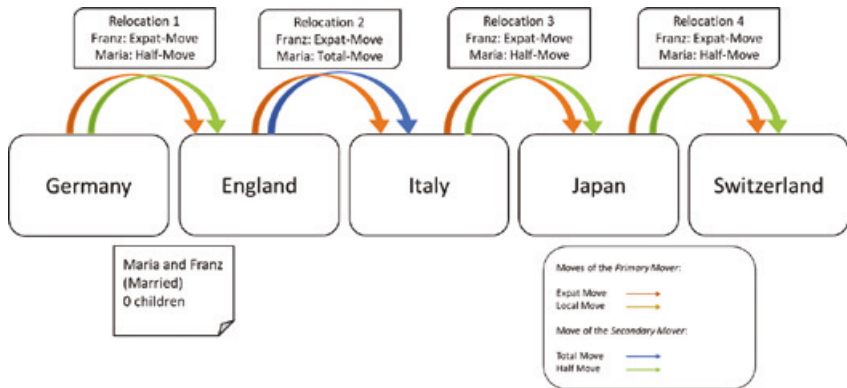 Relocation 1
Franz: Expat-Move
Maria: Half-Move
Relocation 2
Franz: Expat-Move
Maria: Total-Move
Relocation 3
Franz: Expat-Move
Maria: Half-Move
Relocation 4
Franz: Expat-Move
Maria: Half-Move
Germany
England
Italy
Japan
Switzerland
Maria and Franz
(Married)
0 children
Moves of the Primary Mover:
Expat Move
Local Move
Move of the Secondary Mover:
Total Move
Half Move